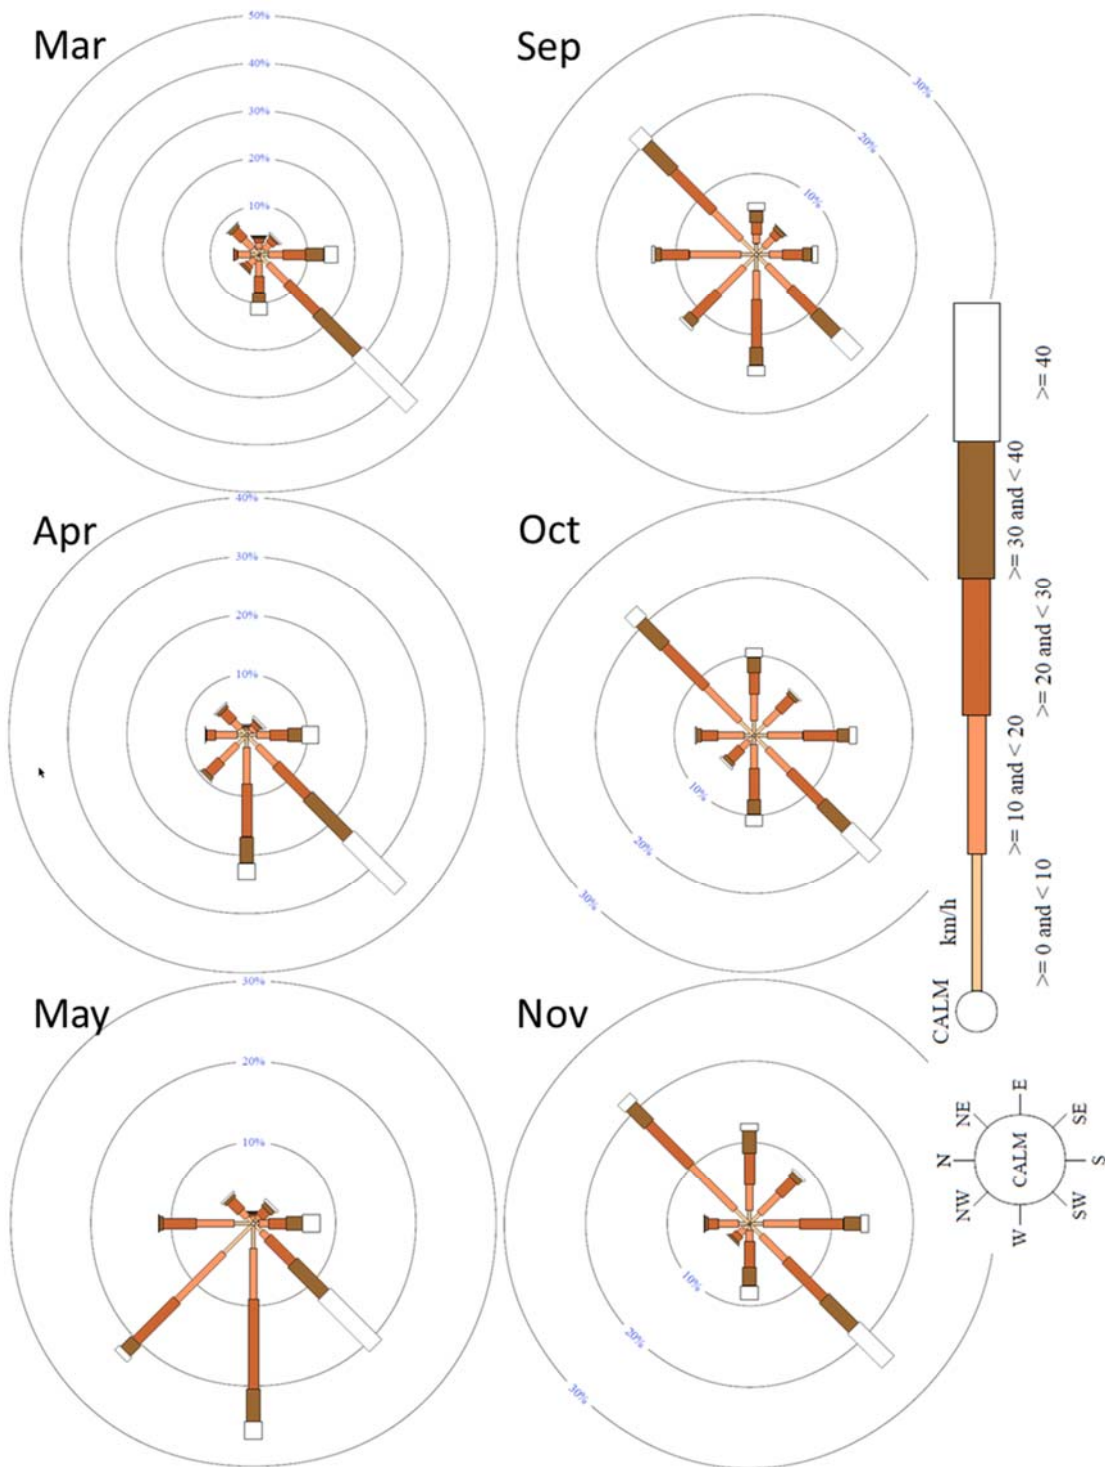 Mar
50%
40%
30%
20%
10%
Sep
30%
20%
10%
Apr
40%
30%
20%
10%
Oct
10%
20%
30%
May
30%
20%
10%
Nov
10%
20%
30%
CALM
km/h
>= 0 and < 10
>= 10 and < 20
>= 20 and < 30
>= 30 and < 40
>= 40
N
NE
E
SE
S
SW
W
NW
CALM